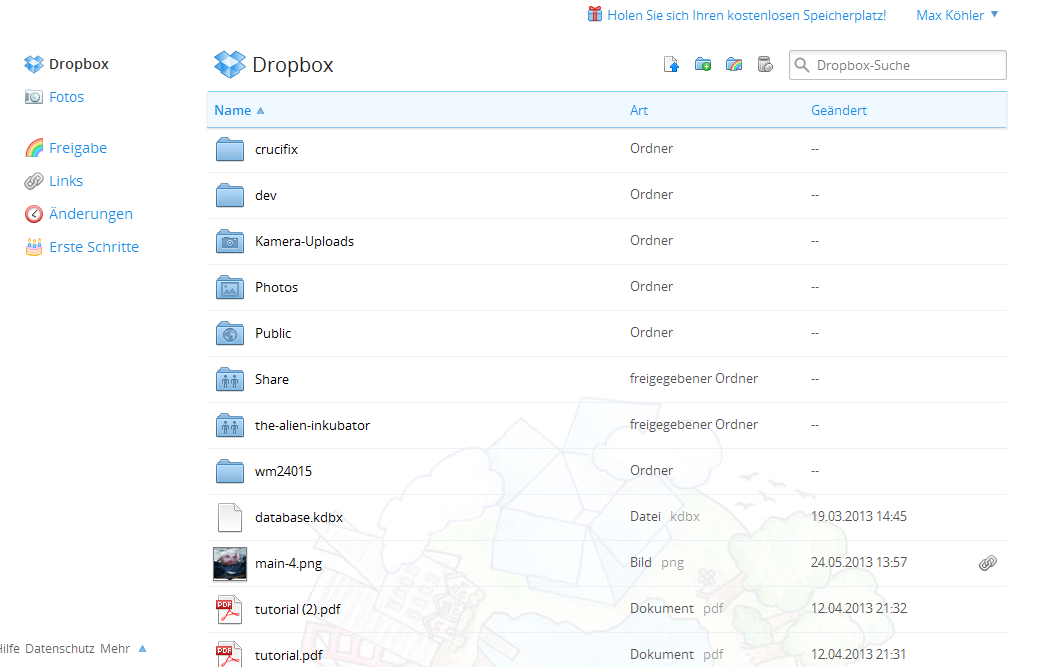 Holen Sie sich Ihren kostenlosen Speicherplatz! Max Köhler
Dropbox
Fotos
Freigabe
Links
Änderungen
Erste Schritte
Dropbox
Dropbox-Suche
Name Art Geändert
crucifix Ordner --
dev Ordner --
Kamera-Uploads Ordner --
Photos Ordner --
Public Ordner --
Share freigegebener Ordner --
the-alien-inkubator freigegebener Ordner --
wm24015 Ordner --
database.kdbx Datei kdbx 19.03.2013 14:45
main-4.png Bild png 24.05.2013 13:57
PDF tutorial (2).pdf Dokument pdf 12.04.2013 21:32
PDF tutorial.pdf Dokument pdf 12.04.2013 21:31
Hilfe Datenschutz Mehr